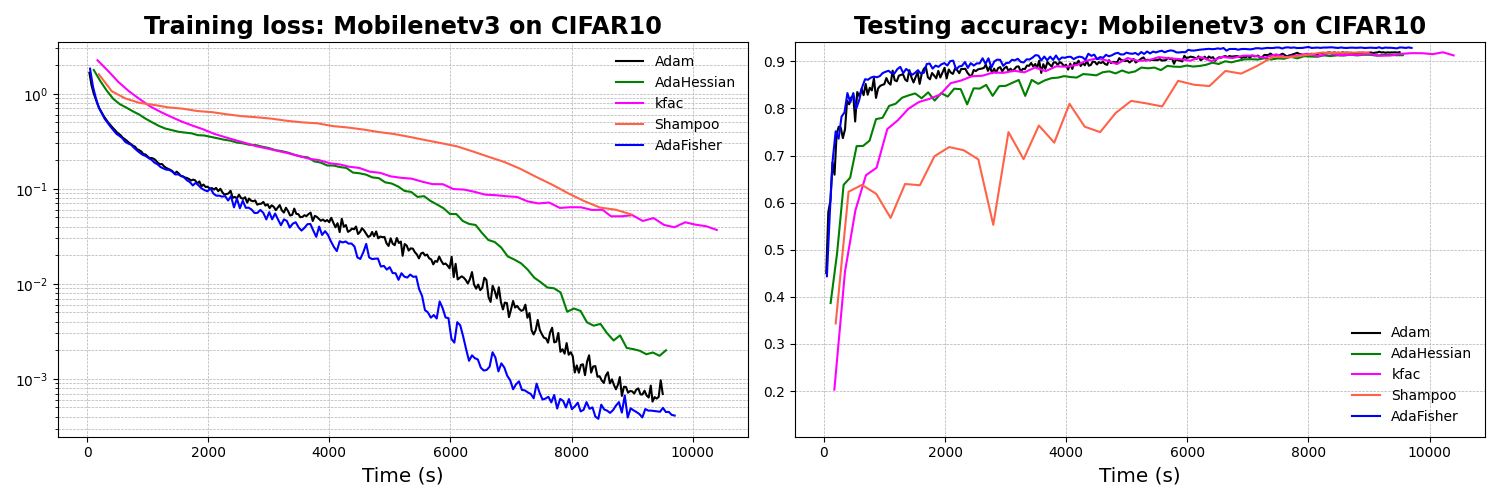 Training loss: Mobilenetv3 on CIFAR10
10^0
10^-1
10^-2
10^-3
Adam
AdaHessian
kfac
Shampoo
AdaFisher
0 2000 4000 6000 8000 10000
Time (s)
Testing accuracy: Mobilenetv3 on CIFAR10
0.9
0.8
0.7
0.6
0.5
0.4
0.3
0.2
Adam
AdaHessian
kfac
Shampoo
AdaFisher
0 2000 4000 6000 8000 10000
Time (s)